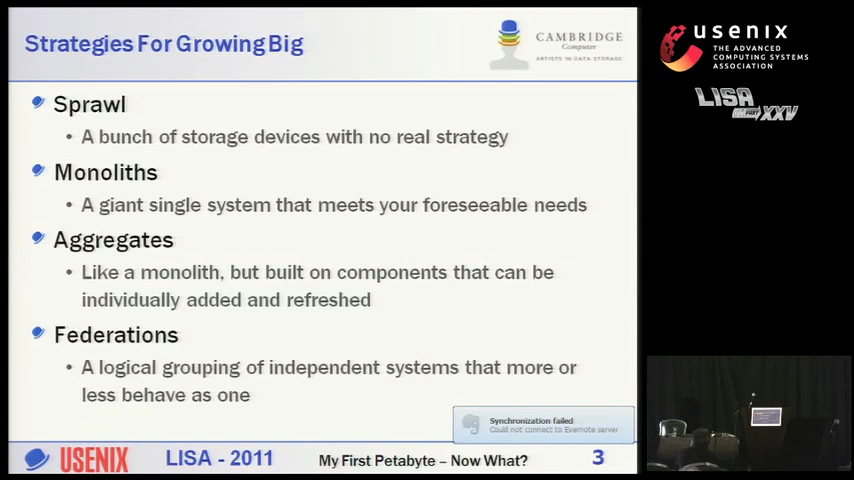 Strategies For Growing Big
CAMBRIDGE
Computer
ARTISTS IN DATA STORAGE
Sprawl
• A bunch of storage devices with no real strategy
Monoliths
• A giant single system that meets your foreseeable needs
Aggregates
• Like a monolith, but built on components that can be
individually added and refreshed
Federations
• A logical grouping of independent systems that more or
less behave as one
Synchronization failed
Could not connect to Evernote server
USENIX
LISA - 2011
My First Petabyte – Now What?
3
usenix
THE ADVANCED
COMPUTING SYSTEMS
ASSOCIATION
LISA
XXV